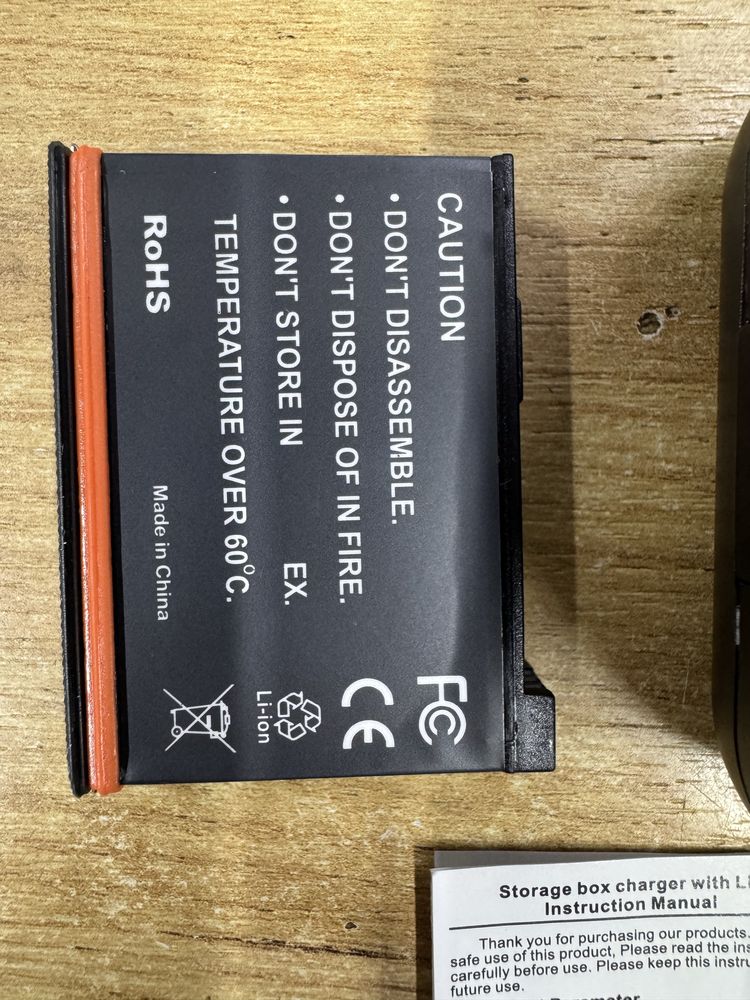 CAUTION
• DON'T DISASSEMBLE.
• DON'T DISPOSE OF IN FIRE.
• DON'T STORE IN EX.
TEMPERATURE OVER 60°C.
RoHS
Made in China
FC
CE
Li-ion
Storage box charger with
Instruction Manual
Thank you for purchasing our products.
safe use of this product, Please read the
carefully before use. Please keep this
future use.